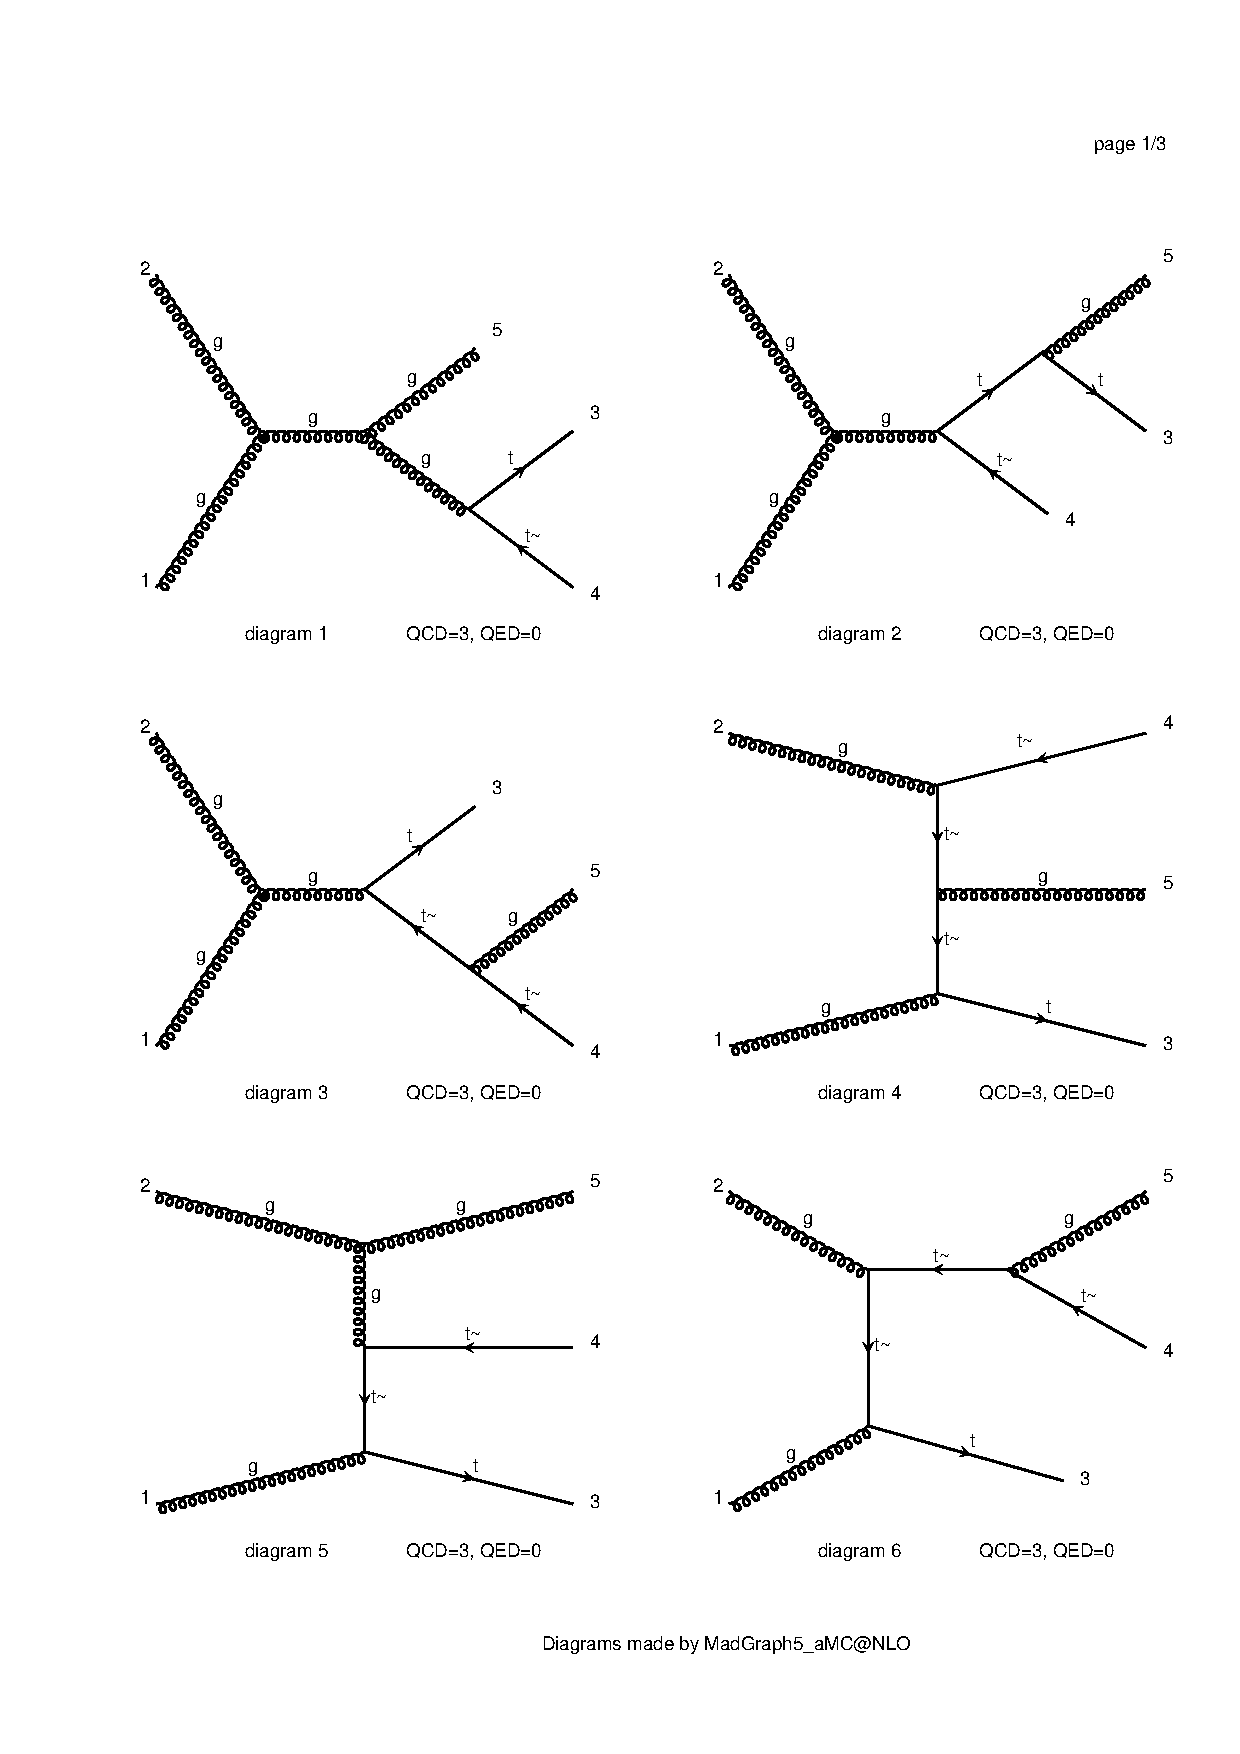 page 1/3
2
g
5
g
g
3
g
t
g
t~
1
4
diagram 1 QCD=3, QED=0
5
2
g
g
t
t
g
3
t~
g
4
1
diagram 2 QCD=3, QED=0
2
g
3
t
g
5
t~
g
g
t~
1
4
diagram 3 QCD=3, QED=0
4
2
t~
g
t~
g
5
t~
g
t
1
3
diagram 4 QCD=3, QED=0
2
5
g
g
g
t~
4
t~
g
t
1
3
diagram 5 QCD=3, QED=0
5
2
g
g
t~
t~
t~
4
t
g
3
1
diagram 6 QCD=3, QED=0
Diagrams made by MadGraph5_aMC@NLO